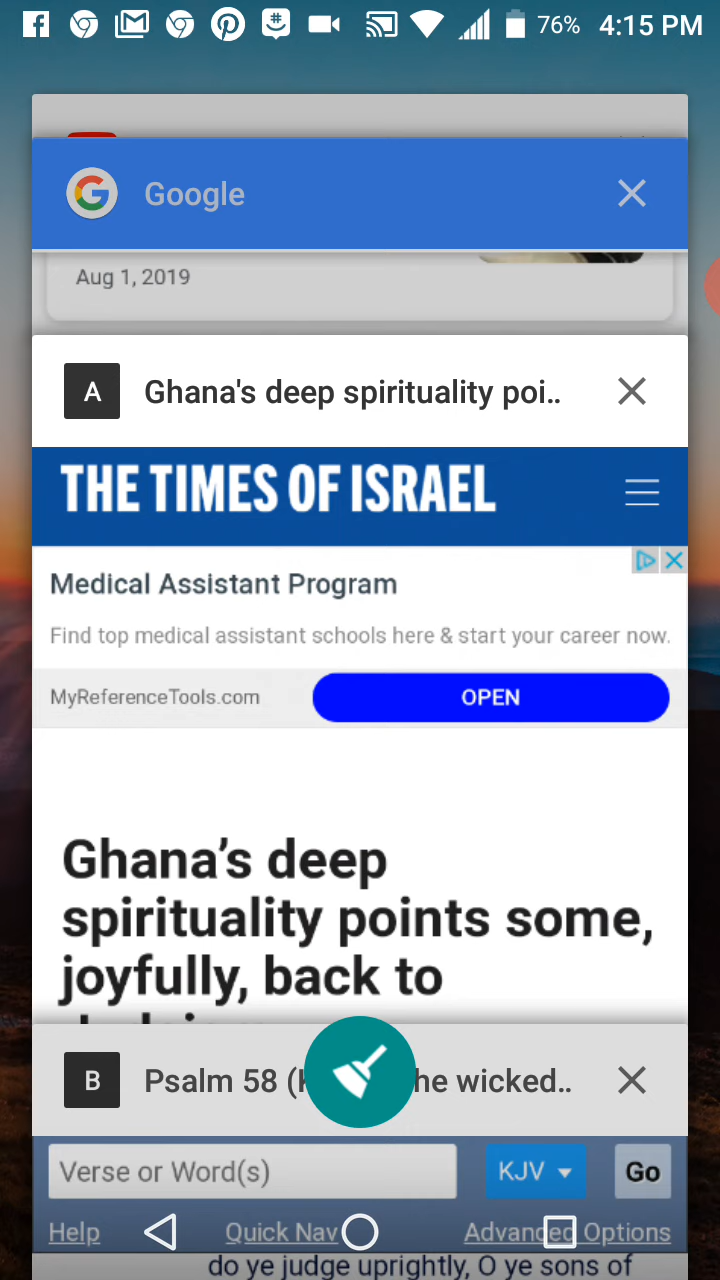 76% 4:15 PM
Google
Aug 1, 2019
A Ghana's deep spirituality poi..
THE TIMES OF ISRAEL
Medical Assistant Program
Find top medical assistant schools here & start your career now.
MyReferenceTools.com OPEN
Ghana’s deep
spirituality points some,
joyfully, back to
B Psalm 58 ( he wicked..
Verse or Word(s) KJV Go
Help Quick Nav Advanced Options
do ye judge uprightly, O ye sons of